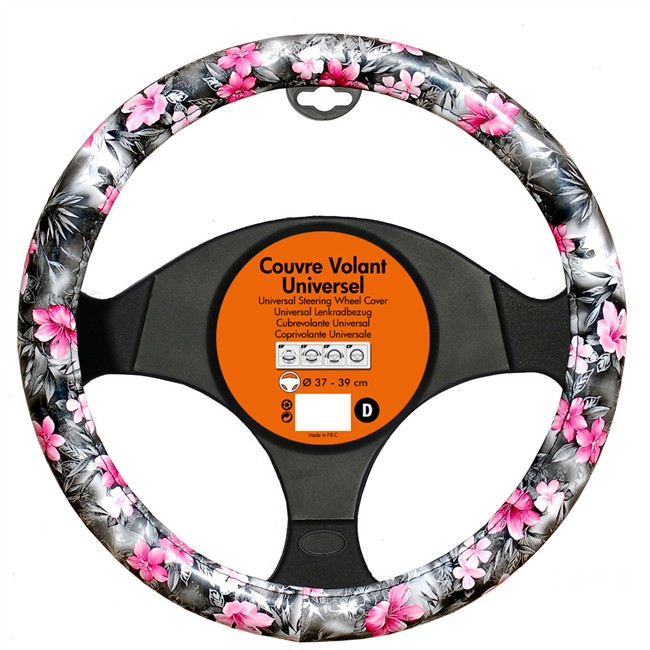 Couvre Volant
Universel
Universal Steering Wheel Cover
Universal Lenkradbezug
Cubrevolante Universal
Coprivolante Universale
Ø 37 - 39 cm
D
Made in P.R.C